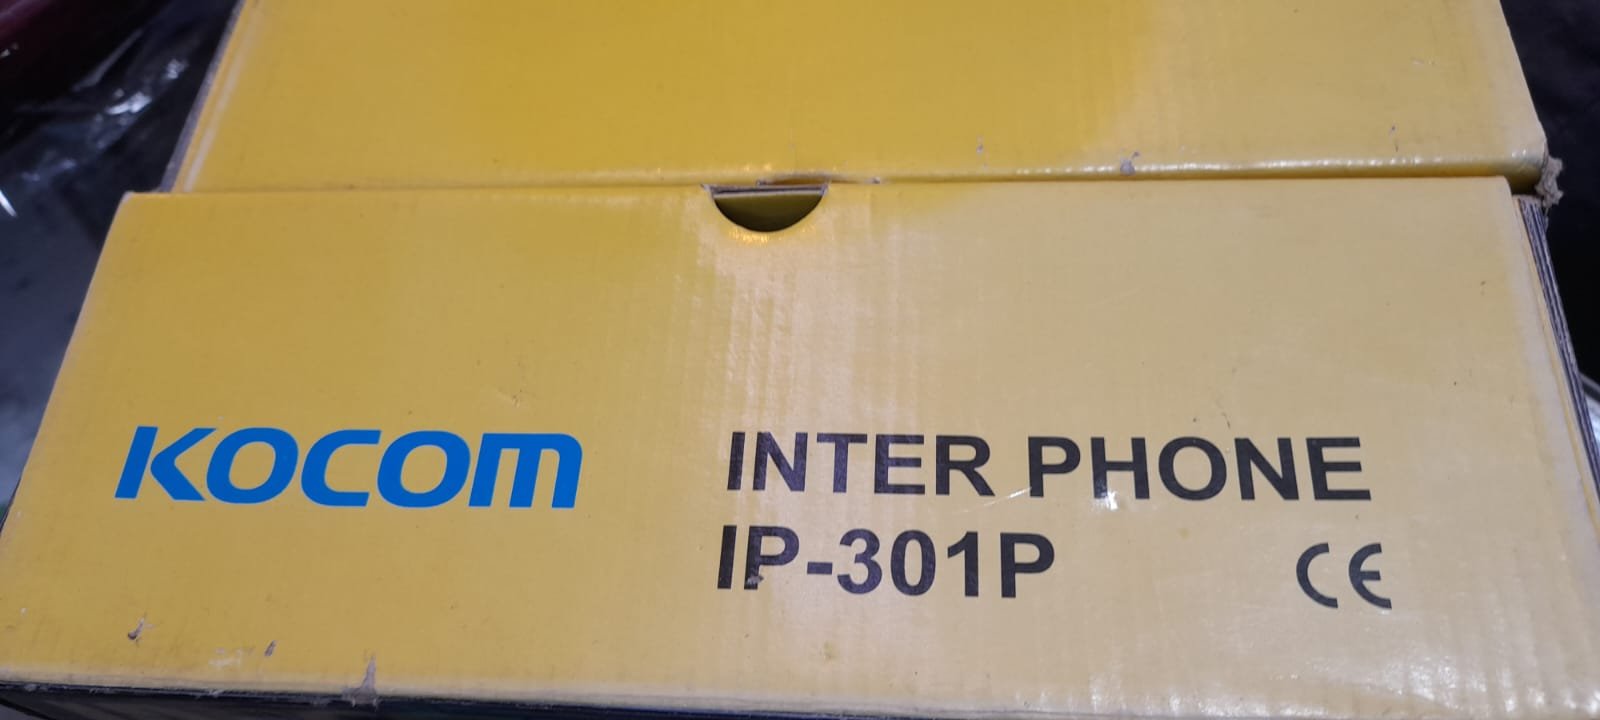 KOCOM
INTER PHONE
IP-301P
CE